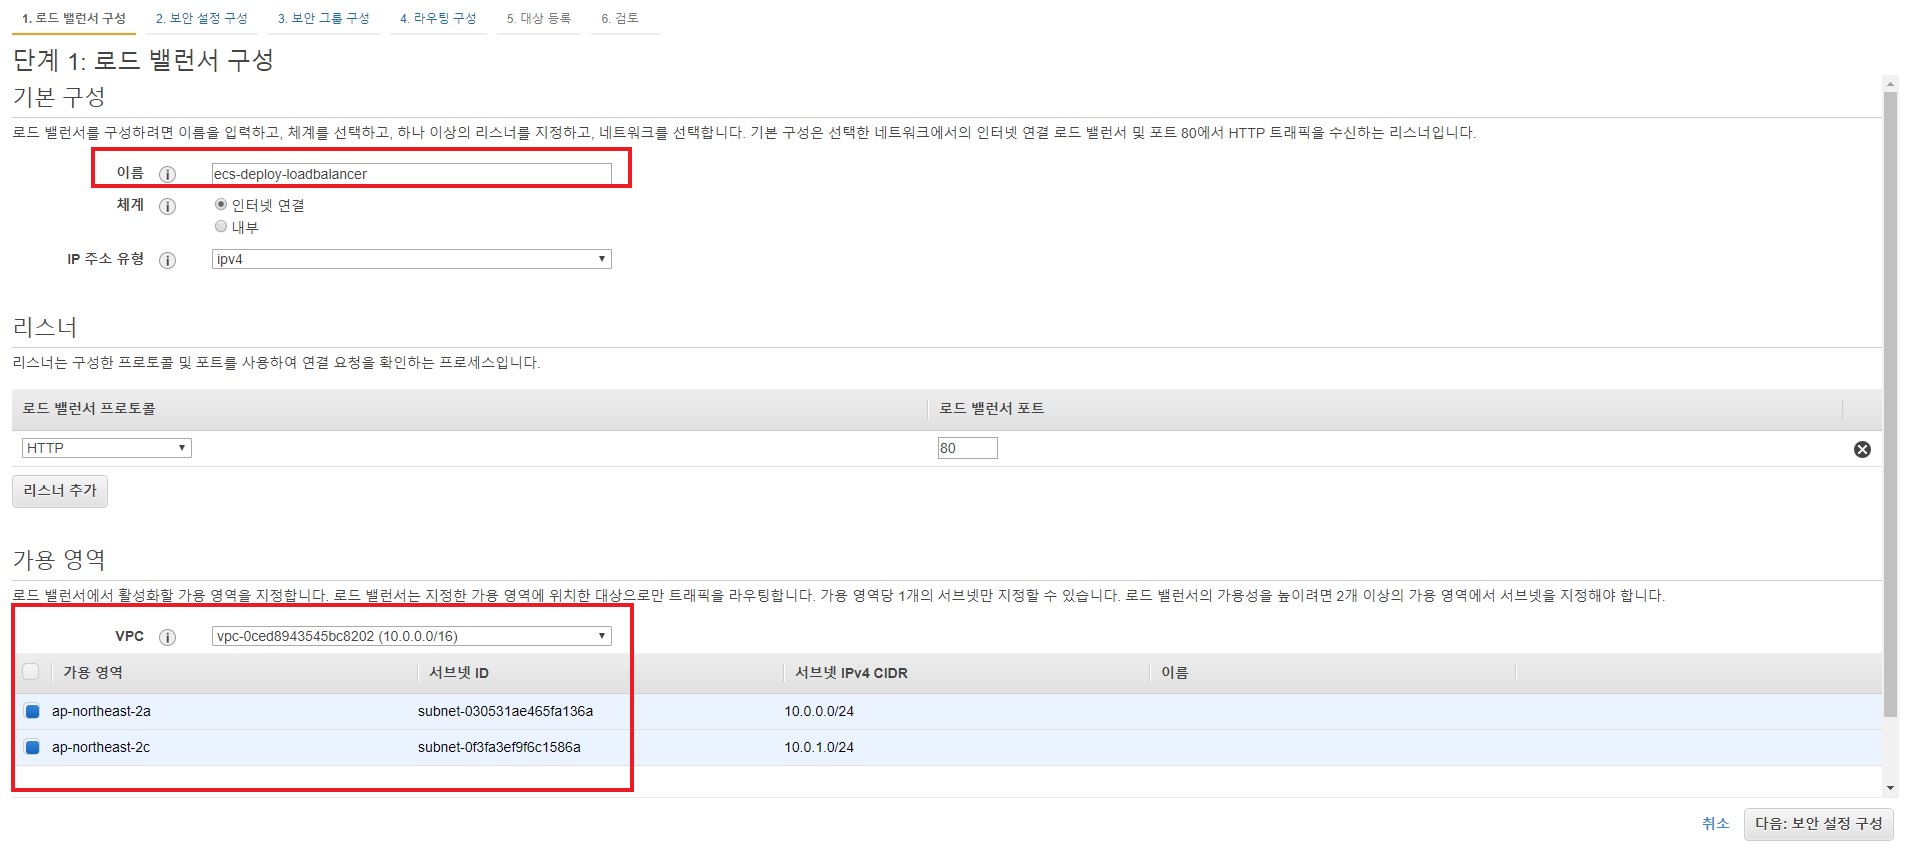 1. 로드 밸런서 구성 2. 보안 설정 구성 3. 보안 그룹 구성 4. 라우팅 구성 5. 대상 등록 6. 검토
단계 1: 로드 밸런서 구성
기본 구성
로드 밸런서를 구성하려면 이름을 입력하고, 체계를 선택하고, 하나 이상의 리스너를 지정하고, 네트워크를 선택합니다. 기본 구성은 선택한 네트워크에서의 인터넷 연결 로드 밸런서 및 포트 80에서 HTTP 트래픽을 수신하는 리스너입니다.
이름 i ecs-deploy-loadbalancer
체계 i 인터넷 연결
내부
IP 주소 유형 i ipv4
리스너
리스너는 구성한 프로토콜 및 포트를 사용하여 연결 요청을 확인하는 프로세스입니다.
로드 밸런서 프로토콜 로드 밸런서 포트
HTTP 80
리스너 추가
가용 영역
로드 밸런서에서 활성화할 가용 영역을 지정합니다. 로드 밸런서는 지정한 가용 영역에 위치한 대상으로만 트래픽을 라우팅합니다. 가용 영역당 1개의 서브넷만 지정할 수 있습니다. 로드 밸런서의 가용성을 높이려면 2개 이상의 가용 영역에서 서브넷을 지정해야 합니다.
VPC i vpc-0ced8943545bc8202 (10.0.0.0/16)
가용 영역 서브넷 ID 서브넷 IPv4 CIDR 이름
ap-northeast-2a subnet-030531ae465fa136a 10.0.0.0/24
ap-northeast-2c subnet-0f3fa3ef9f6c1586a 10.0.1.0/24
취소 다음: 보안 설정 구성